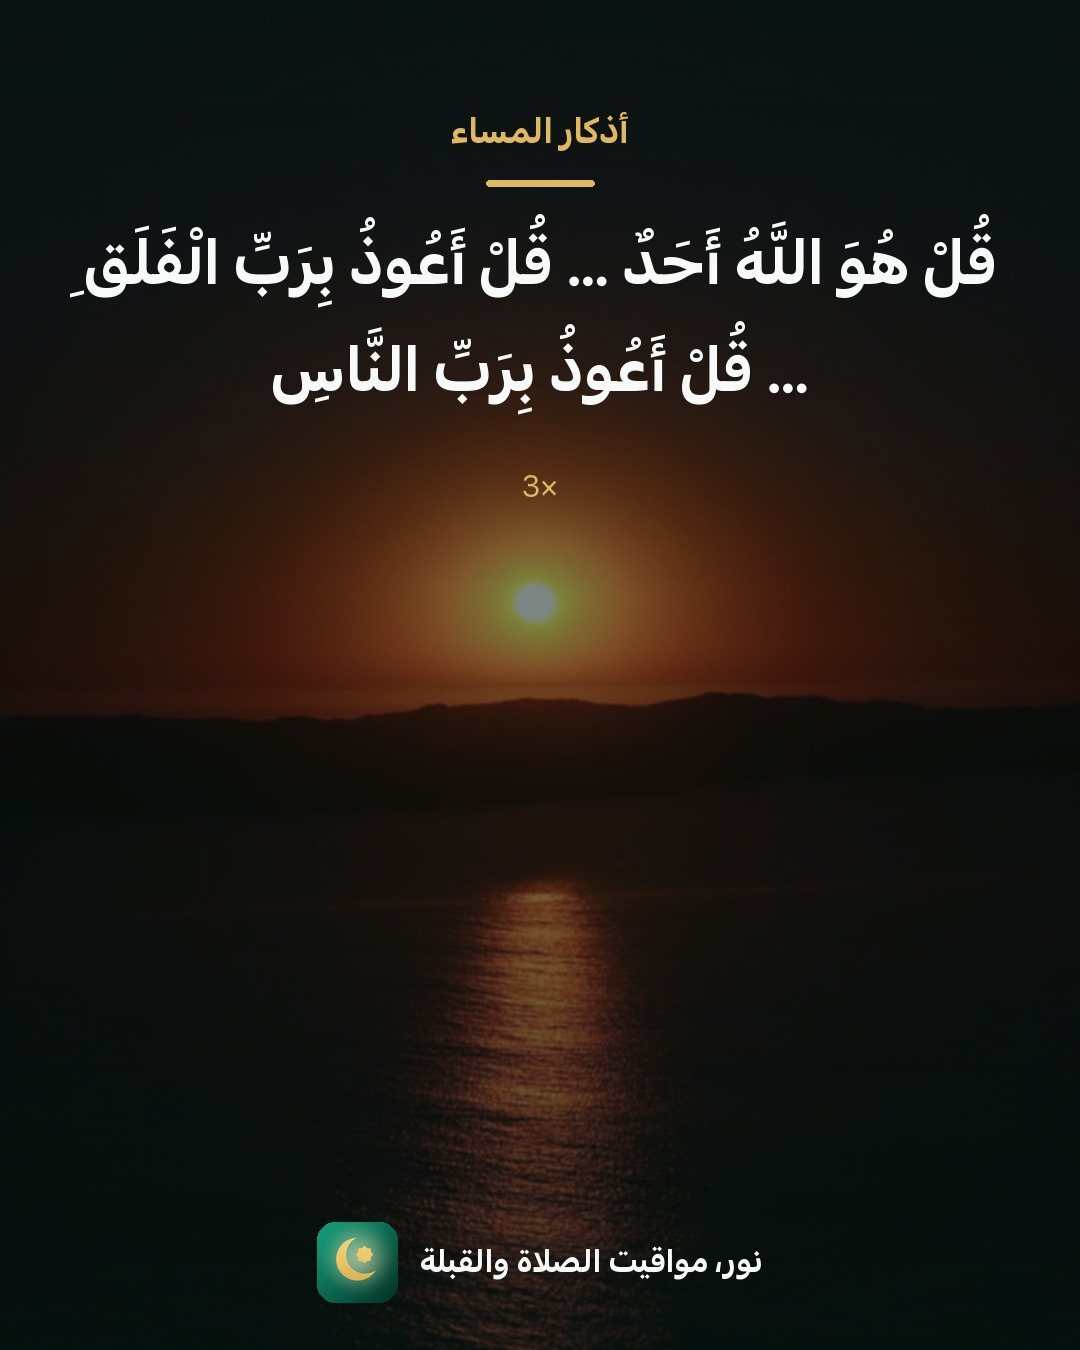 أذكار المساء
قُلْ هُوَ اللَّهُ أَحَدٌ ... قُلْ أَعُوذُ بِرَبِّ الْفَلَقِ
... قُلْ أَعُوذُ بِرَبِّ النَّاسِ
3×
نور، مواقيت الصلاة والقبلة